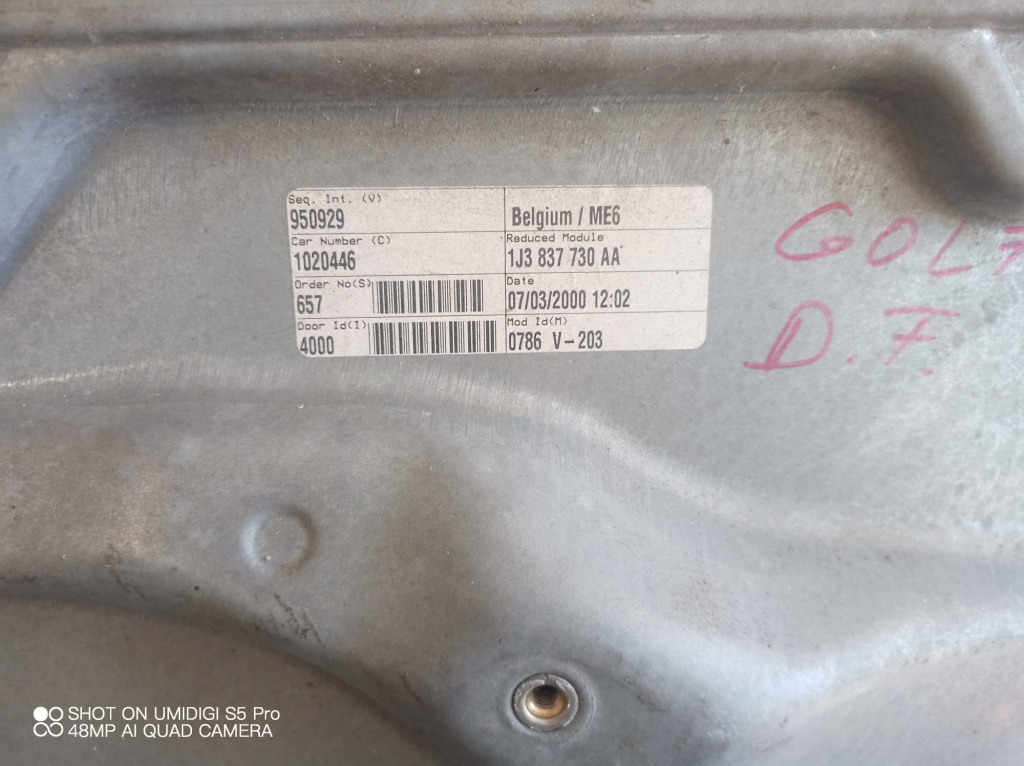 Seq. Int. (V)
950929
Belgium / ME6
Car Number (C)
1020446
Reduced Module
1J3 837 730 AA
Order No(S)
657
Date
07/03/2000 12:02
Door Id(I)
4000
Mod Id(M)
0786 V-203
GOL7
D.F.
SHOT ON UMIDIGI S5 Pro
48MP AI QUAD CAMERA